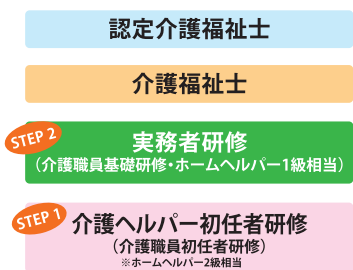 認定介護福祉士
介護福祉士
STEP 2
実務者研修
（介護職員基礎研修・ホームヘルパー1級相当）
STEP 1
介護ヘルパー初任者研修
（介護職員初任者研修）
※ホームヘルパー2級相当